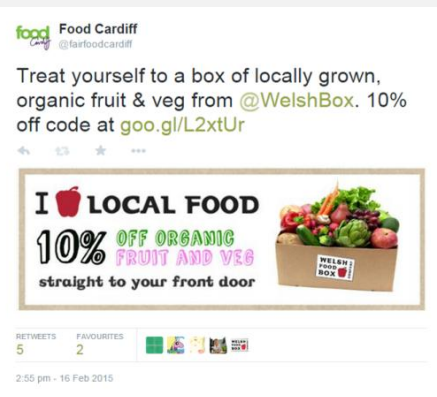 food
Cardiff
Food Cardiff
@fairfoodcardiff
Treat yourself to a box of locally grown,
organic fruit & veg from @WelshBox. 10%
off code at goo.gl/L2xtUr
I LOCAL FOOD
10% OFF ORGANIC
FRUIT AND VEG
straight to your front door
WELSH
FOOD
BOX
RETWEETS FAVOURITES
5 2
2:55 pm - 16 Feb 2015